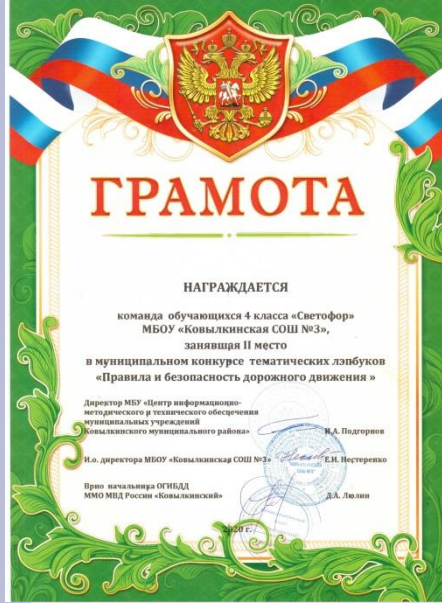 ГРАМОТА
НАГРАЖДАЕТСЯ
команда обучающихся 4 класса «Светофор»
МБОУ «Ковылкинская СОШ №3»,
занявшая II место
в муниципальном конкурсе тематических лэпбуков
«Правила и безопасность дорожного движения »
Директор МБУ «Центр информационно-
методического и технического обеспечения
муниципальных учреждений
Ковылкинского муниципального района» И.А. Подгорнов
И.о. директора МБОУ «Ковылкинская СОШ №3» Е.И. Нестеренко
Врио начальника ОГИБДД
ММО МВД России «Ковылкинский» Д.А. Люлин
2020 г.